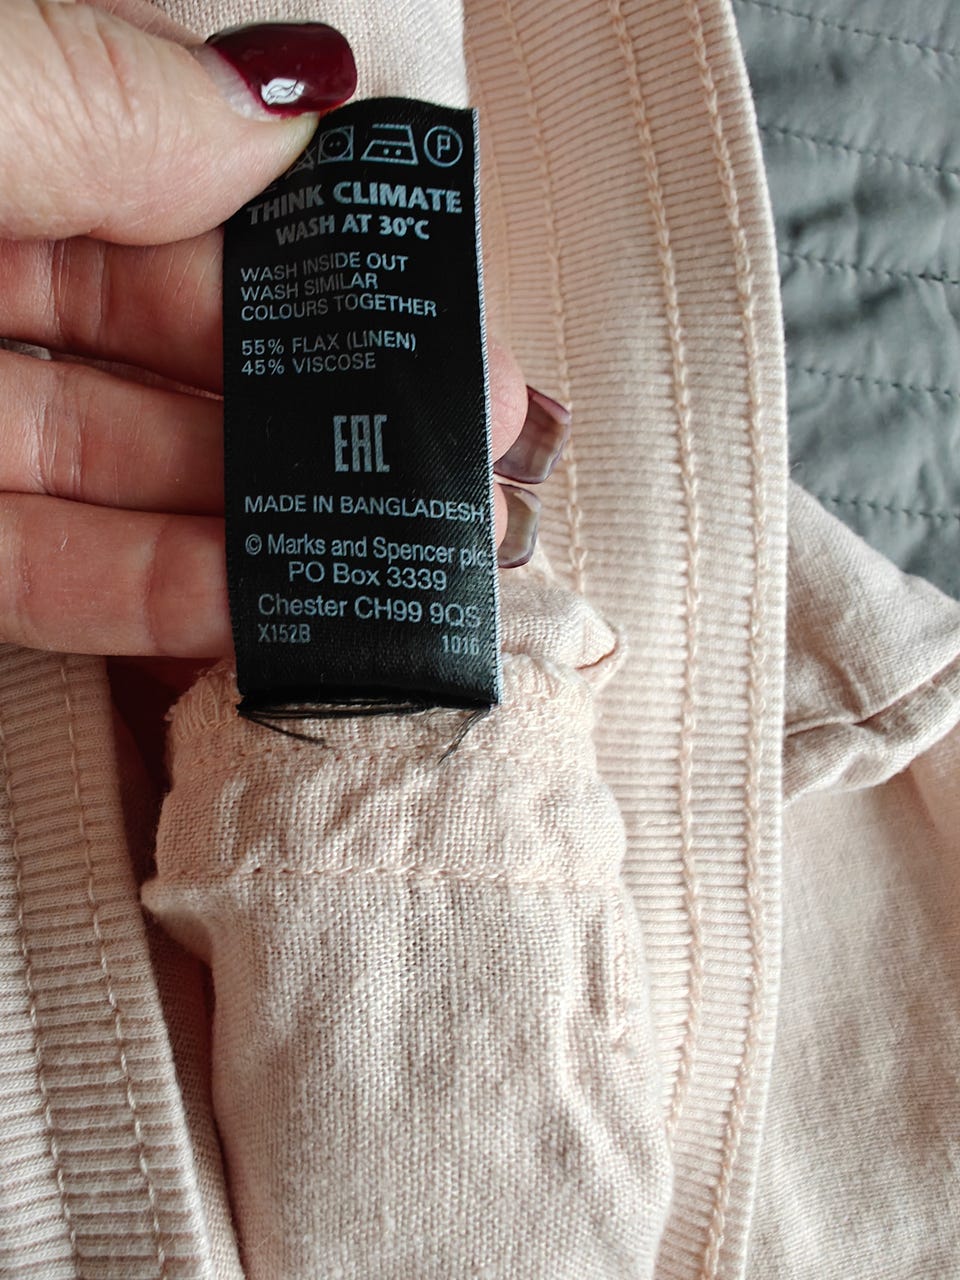 P
THINK CLIMATE
WASH AT 30°C
WASH INSIDE OUT
WASH SIMILAR
COLOURS TOGETHER
55% FLAX (LINEN)
45% VISCOSE
EAC
MADE IN BANGLADESH
© Marks and Spencer plc
PO Box 3339
Chester CH99 9QS
X152B 1016